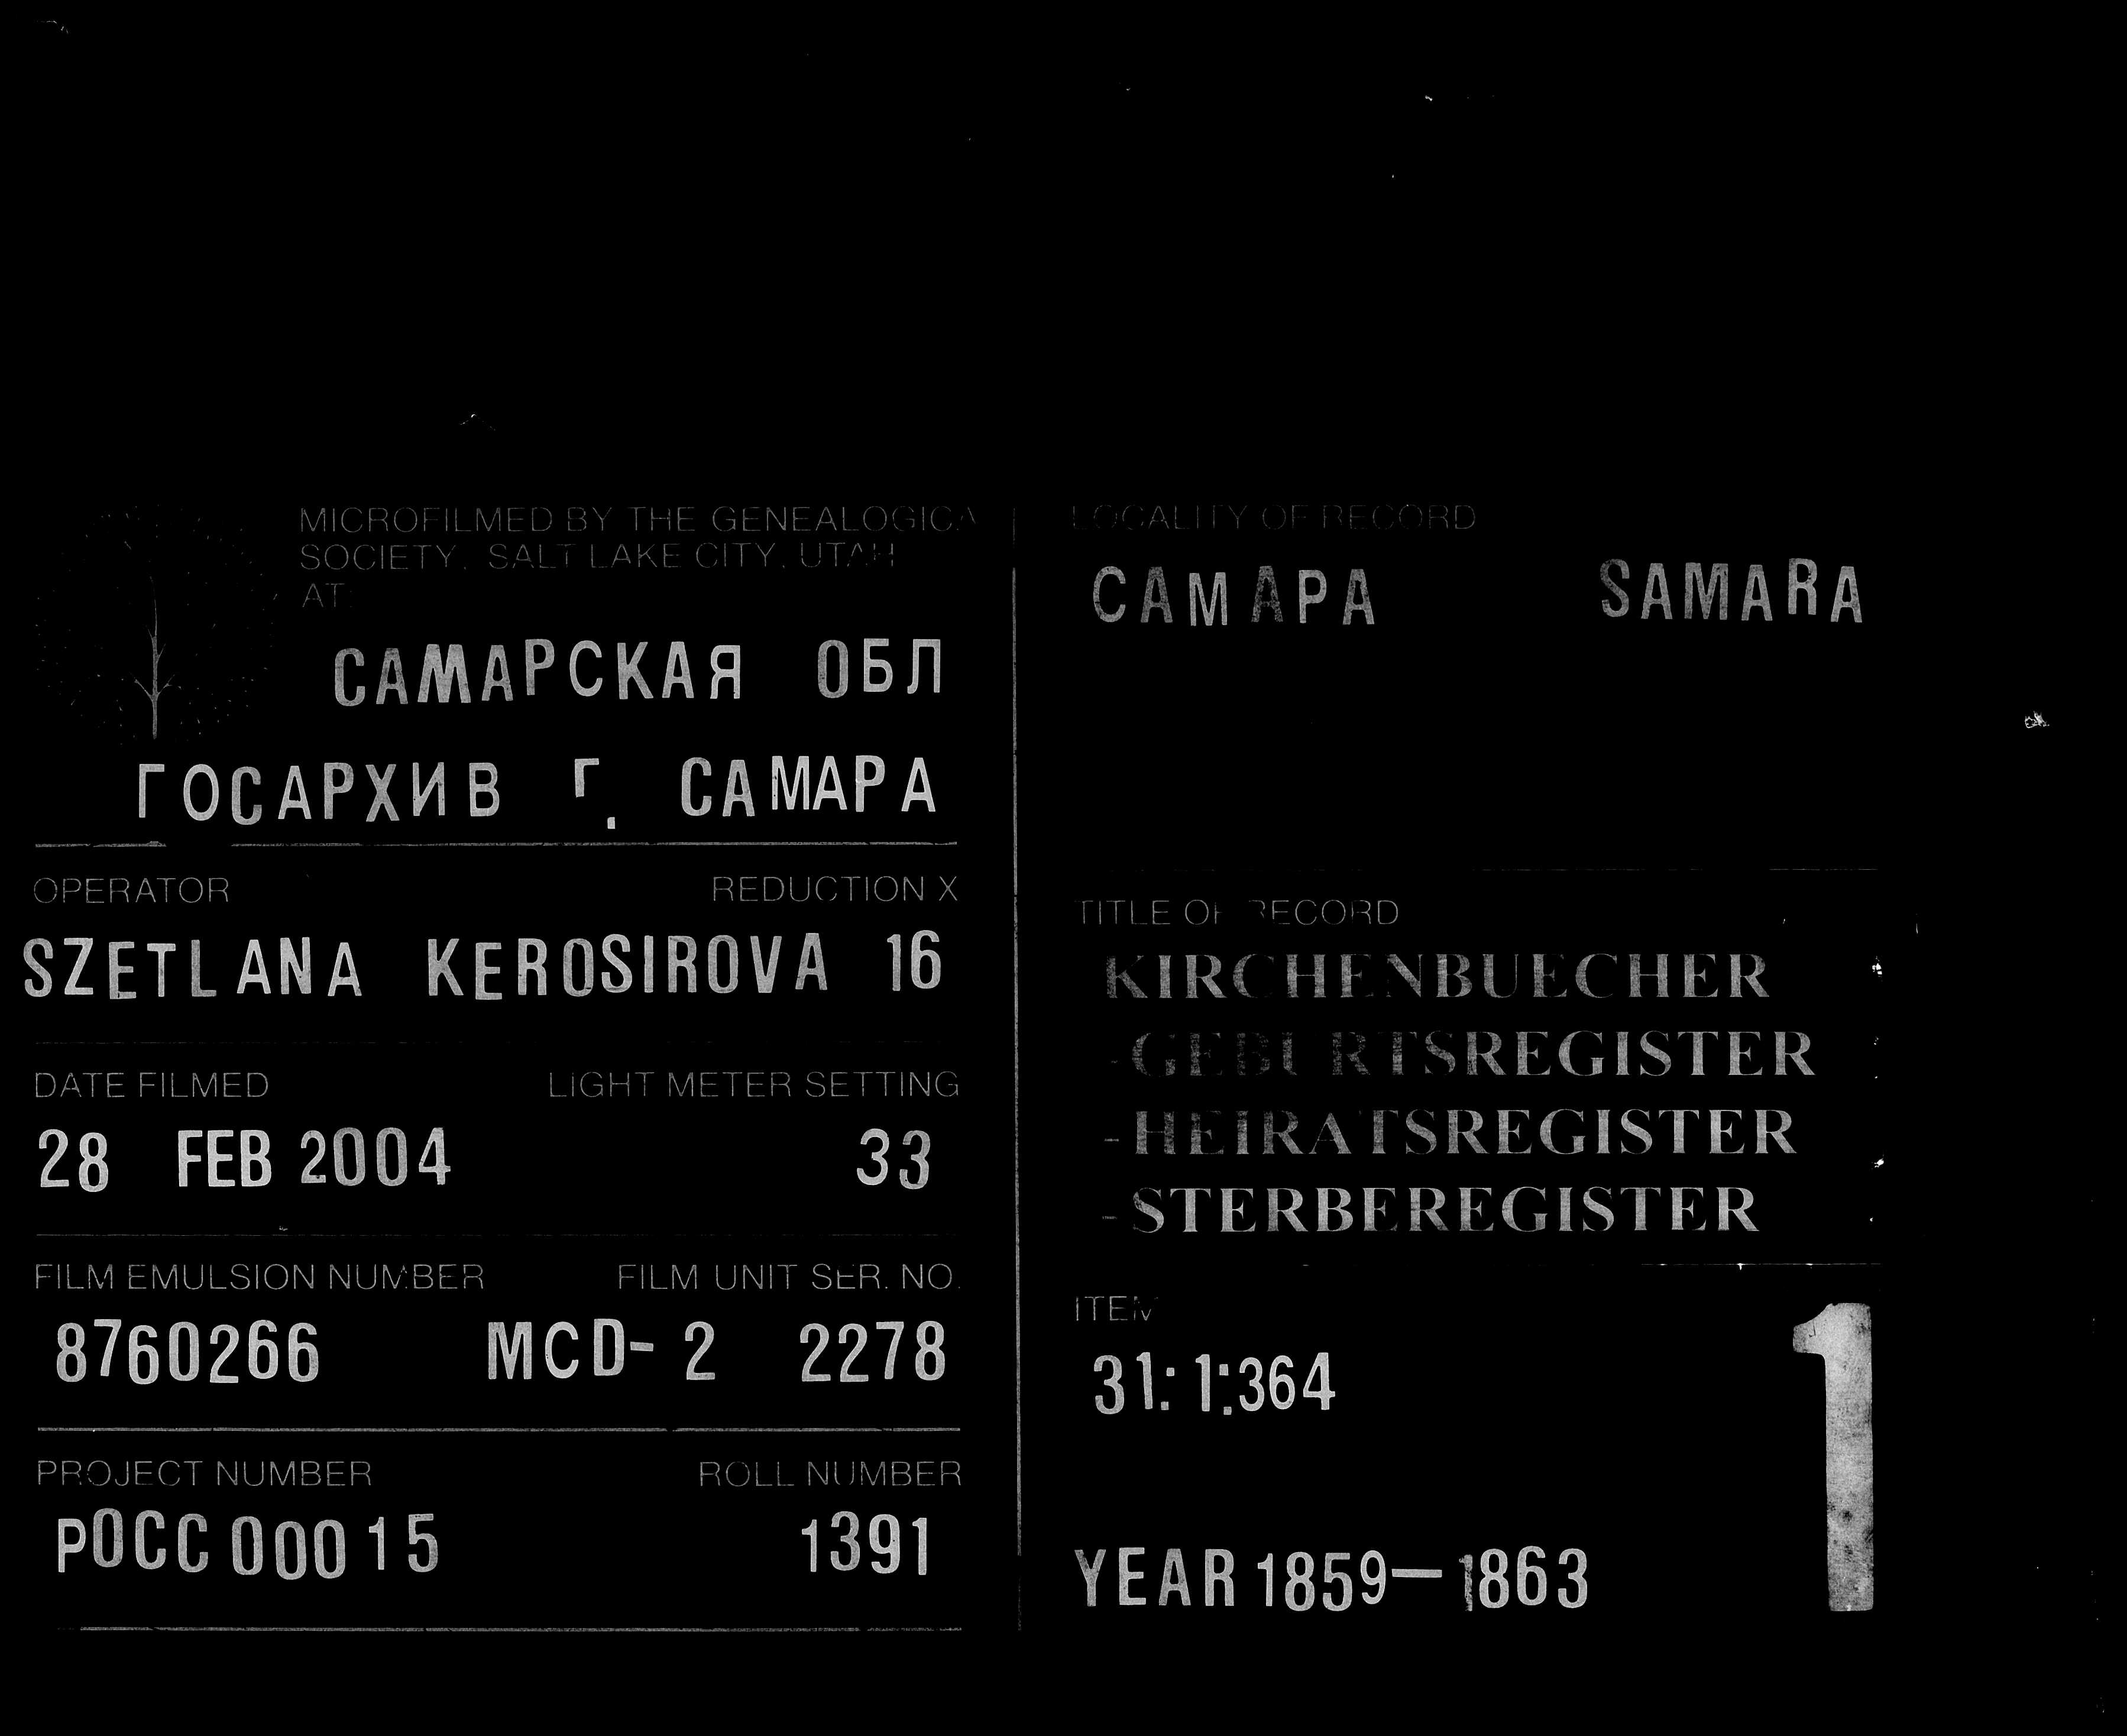 MICROFILMED BY THE GENEALOGICA
SOCIETY, SALT LAKE CITY, UTAH
AT:
САМАРСКАЯ ОБЛ
ГОСАРХИВ Г. САМАРА
OPERATOR REDUCTION X
SZETLANA KEROSIROVA 16
DATE FILMED LIGHT METER SETTING
28 FEB 2004 33
FILM EMULSION NUMBER FILM UNIT SER. NO.
8760266 MCD-2 2278
PROJECT NUMBER ROLL NUMBER
РОСС00015 1391
LOCALITY OF RECORD
САМАРА SAMARA
TITLE OF RECORD
KIRCHENBUECHER
-GEBURTSREGISTER
-HEIRATSREGISTER
-STERBEREGISTER
ITEM
31:1:364
1
YEAR 1859—1863